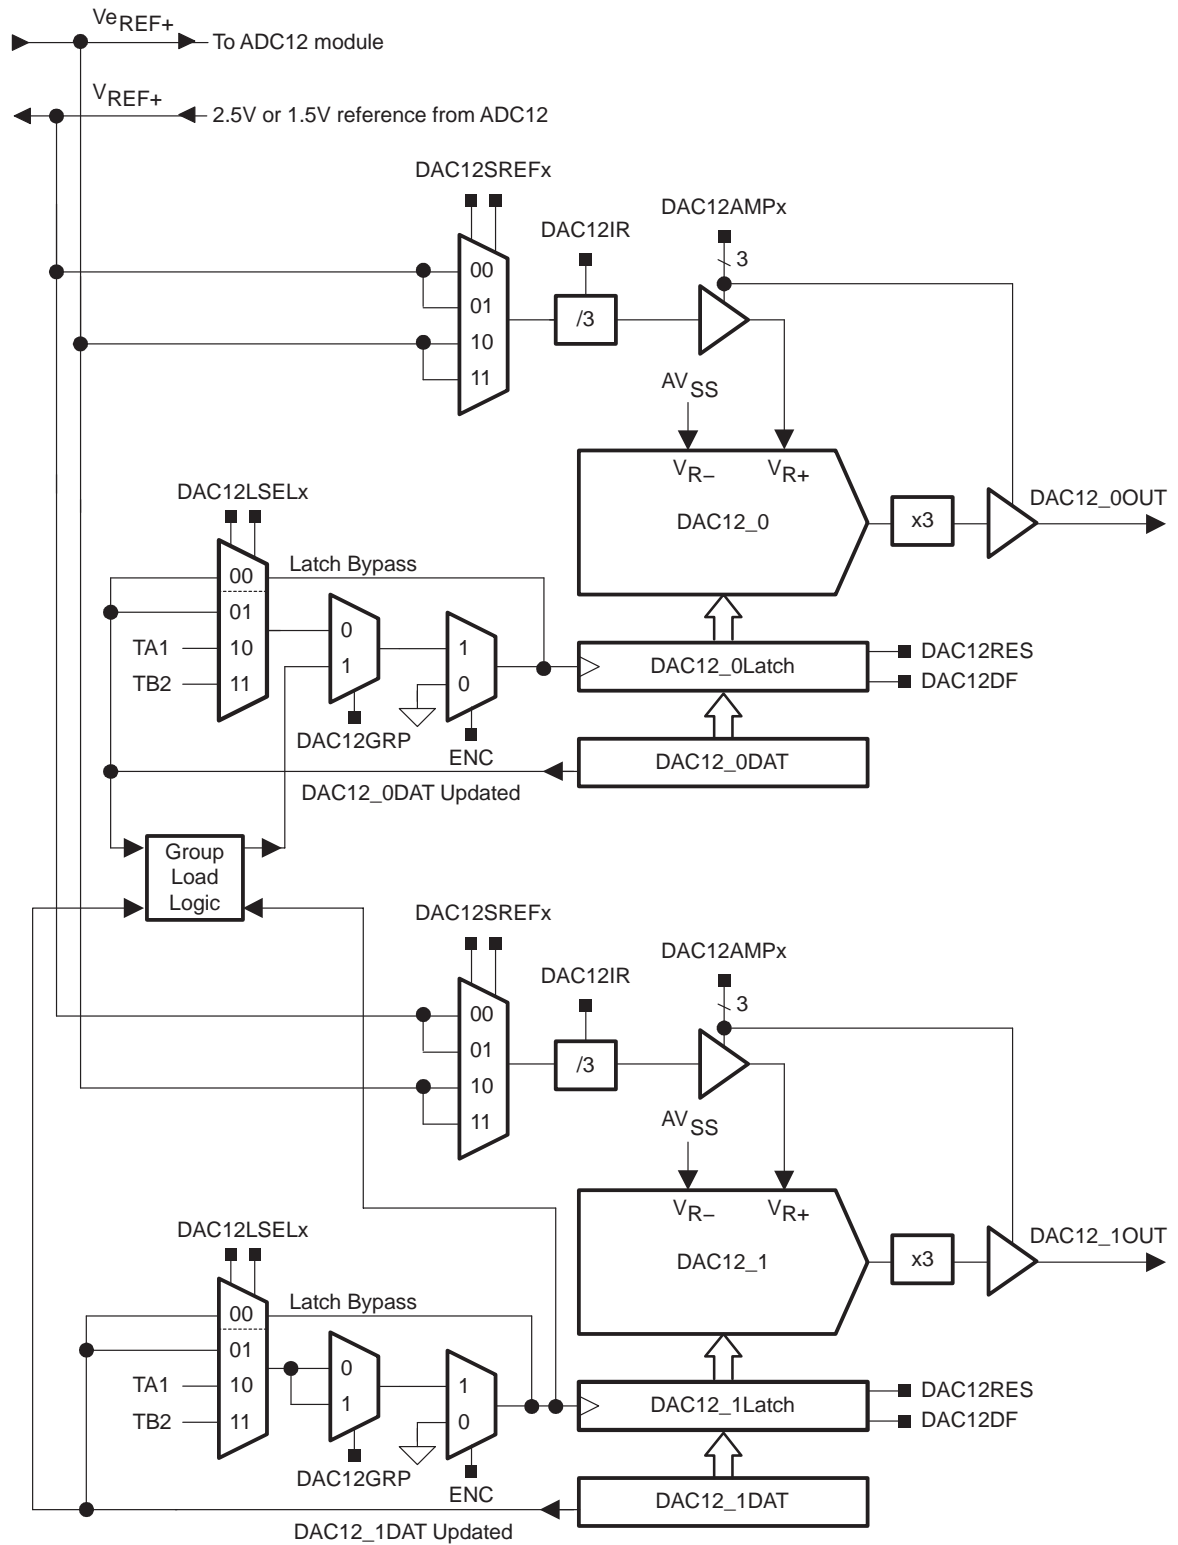 VeREF+
To ADC12 module
VREF+
2.5V or 1.5V reference from ADC12
DAC12SREFx
DAC12AMPx
DAC12IR
3
00
01
10
11
/3
AVSS
VR−
VR+
DAC12_0
x3
DAC12_0OUT
DAC12LSELx
Latch Bypass
00
01
TA1
10
TB2
11
0
1
1
0
DAC12GRP
ENC
DAC12_0Latch
DAC12RES
DAC12DF
DAC12_0DAT
DAC12_0DAT Updated
Group
Load
Logic
DAC12SREFx
DAC12AMPx
DAC12IR
3
00
01
10
11
/3
AVSS
VR−
VR+
DAC12_1
x3
DAC12_1OUT
DAC12LSELx
Latch Bypass
00
01
TA1
10
TB2
11
0
1
1
0
DAC12GRP
ENC
DAC12_1Latch
DAC12RES
DAC12DF
DAC12_1DAT
DAC12_1DAT Updated